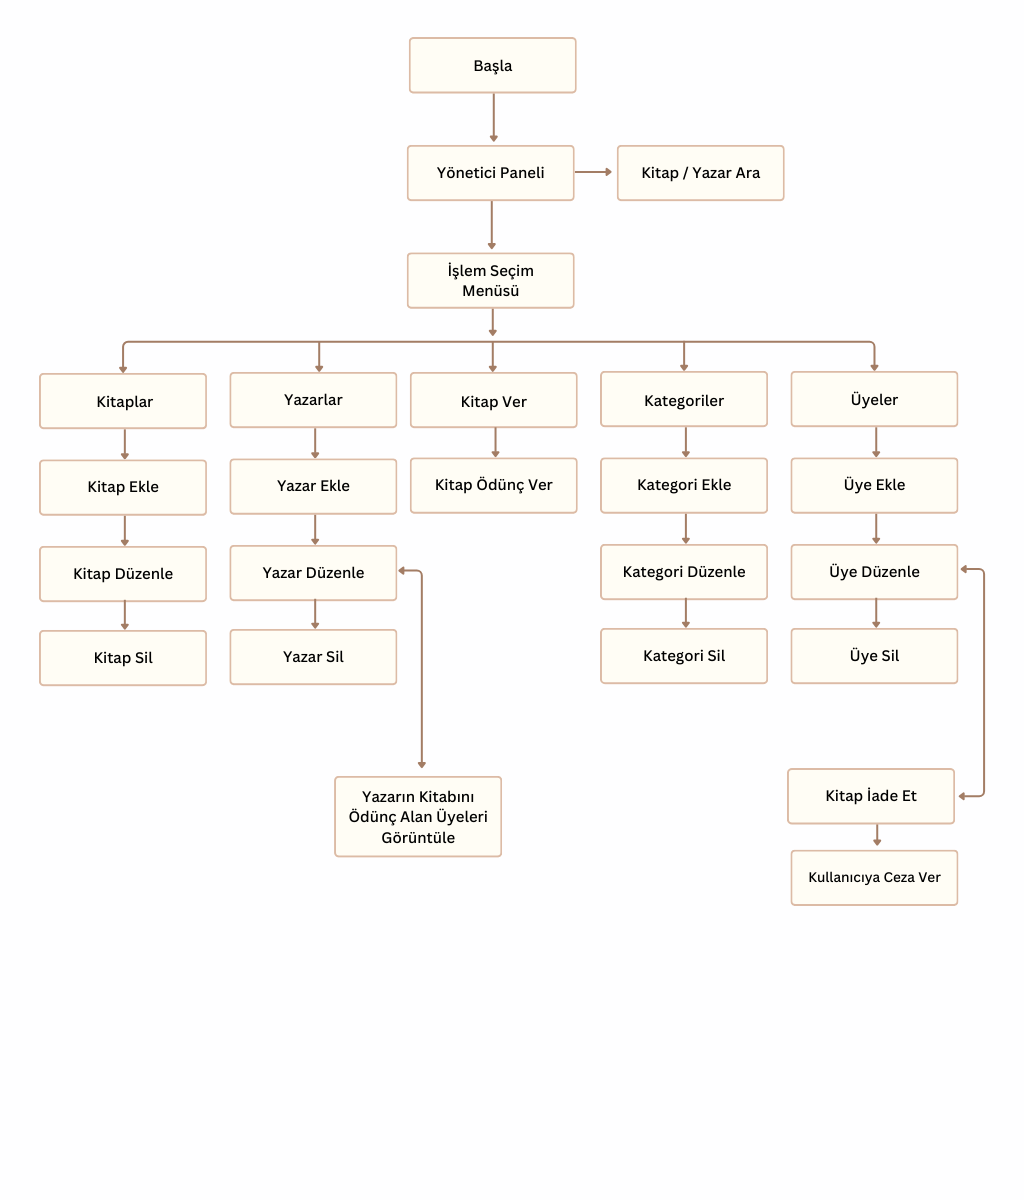 Başla
Yönetici Paneli
Kitap / Yazar Ara
İşlem Seçim
Menüsü
Kitaplar
Yazarlar
Kitap Ver
Kategoriler
Üyeler
Kitap Ekle
Yazar Ekle
Kitap Ödünç Ver
Kategori Ekle
Üye Ekle
Kitap Düzenle
Yazar Düzenle
Kategori Düzenle
Üye Düzenle
Kitap Sil
Yazar Sil
Kategori Sil
Üye Sil
Yazarın Kitabını
Ödünç Alan Üyeleri
Görüntüle
Kitap İade Et
Kullanıcıya Ceza Ver